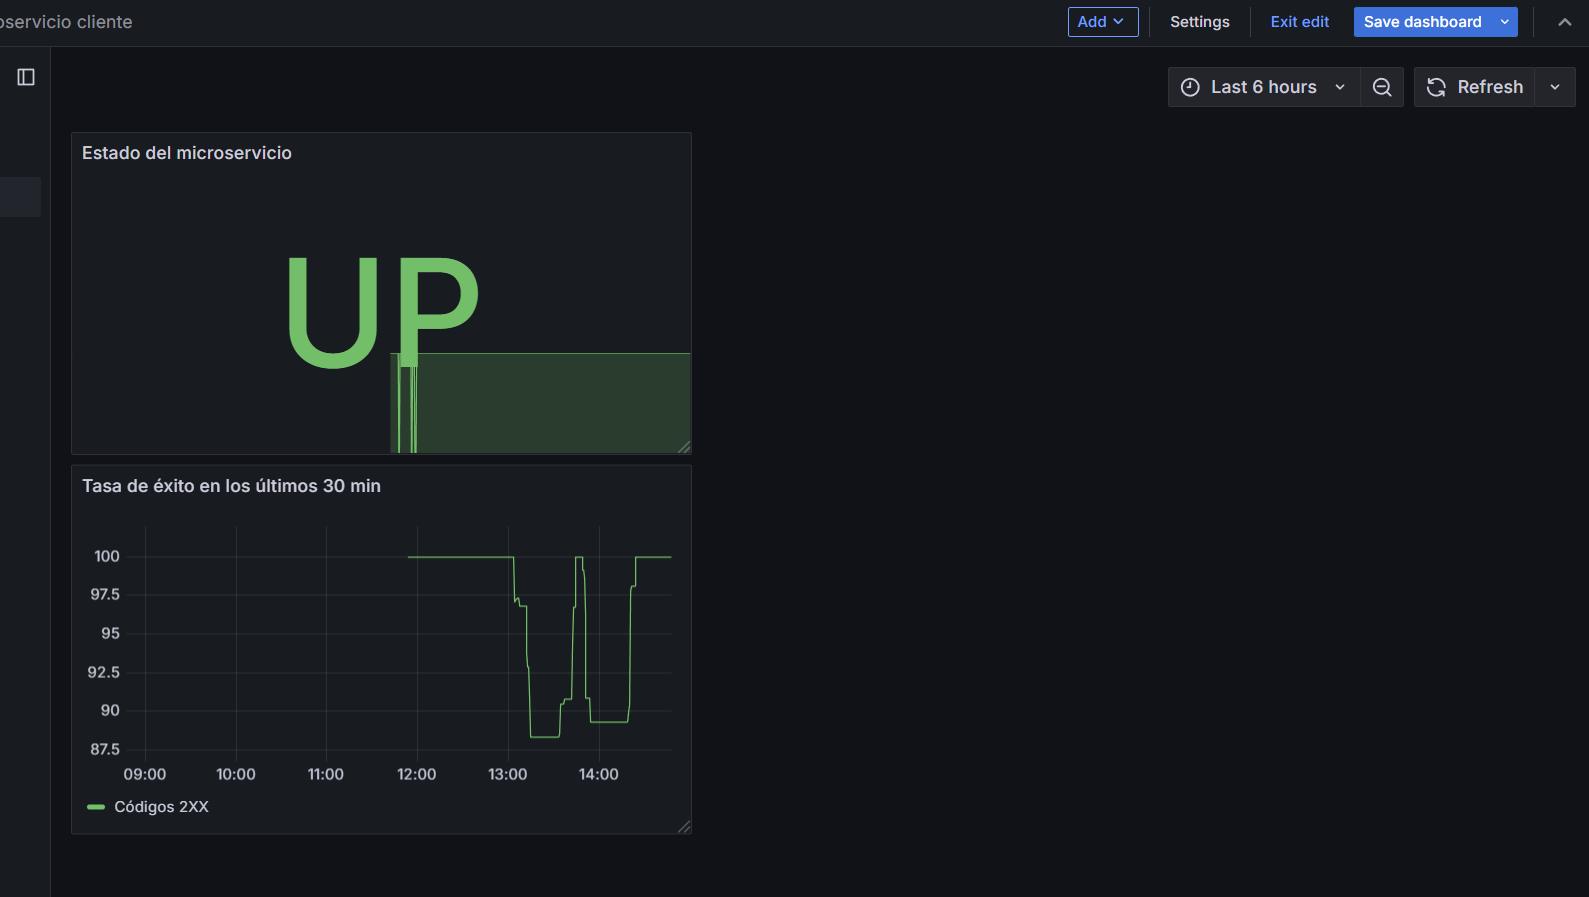 servicio cliente
Add
Settings
Exit edit
Save dashboard
Last 6 hours
Refresh
Estado del microservicio
UP
Tasa de éxito en los últimos 30 min
100
97.5
95
92.5
90
87.5
09:00 10:00 11:00 12:00 13:00 14:00
Códigos 2XX